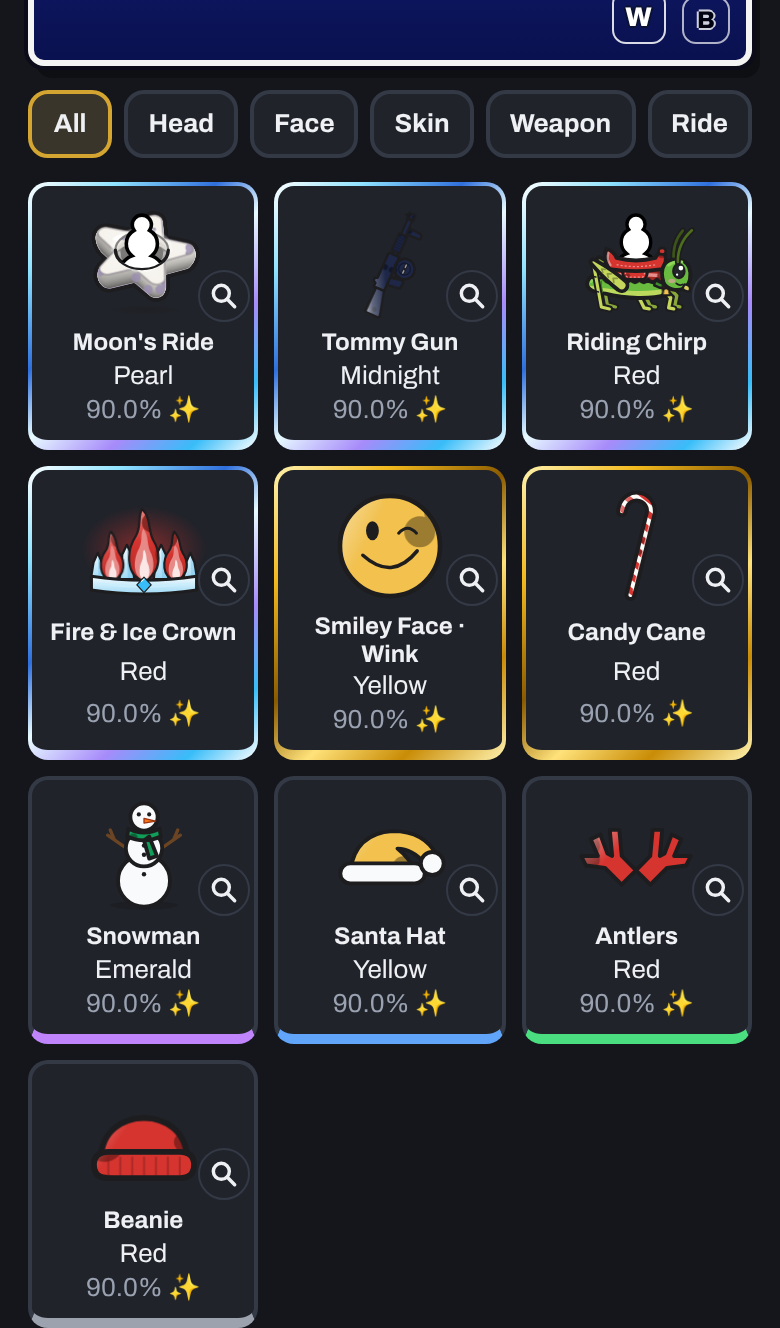 W B
All Head Face Skin Weapon Ride
Moon's Ride
Pearl
90.0% ✨
Tommy Gun
Midnight
90.0% ✨
Riding Chirp
Red
90.0% ✨
Fire & Ice Crown
Red
90.0% ✨
Smiley Face ·
Wink
Yellow
90.0% ✨
Candy Cane
Red
90.0% ✨
Snowman
Emerald
90.0% ✨
Santa Hat
Yellow
90.0% ✨
Antlers
Red
90.0% ✨
Beanie
Red
90.0% ✨